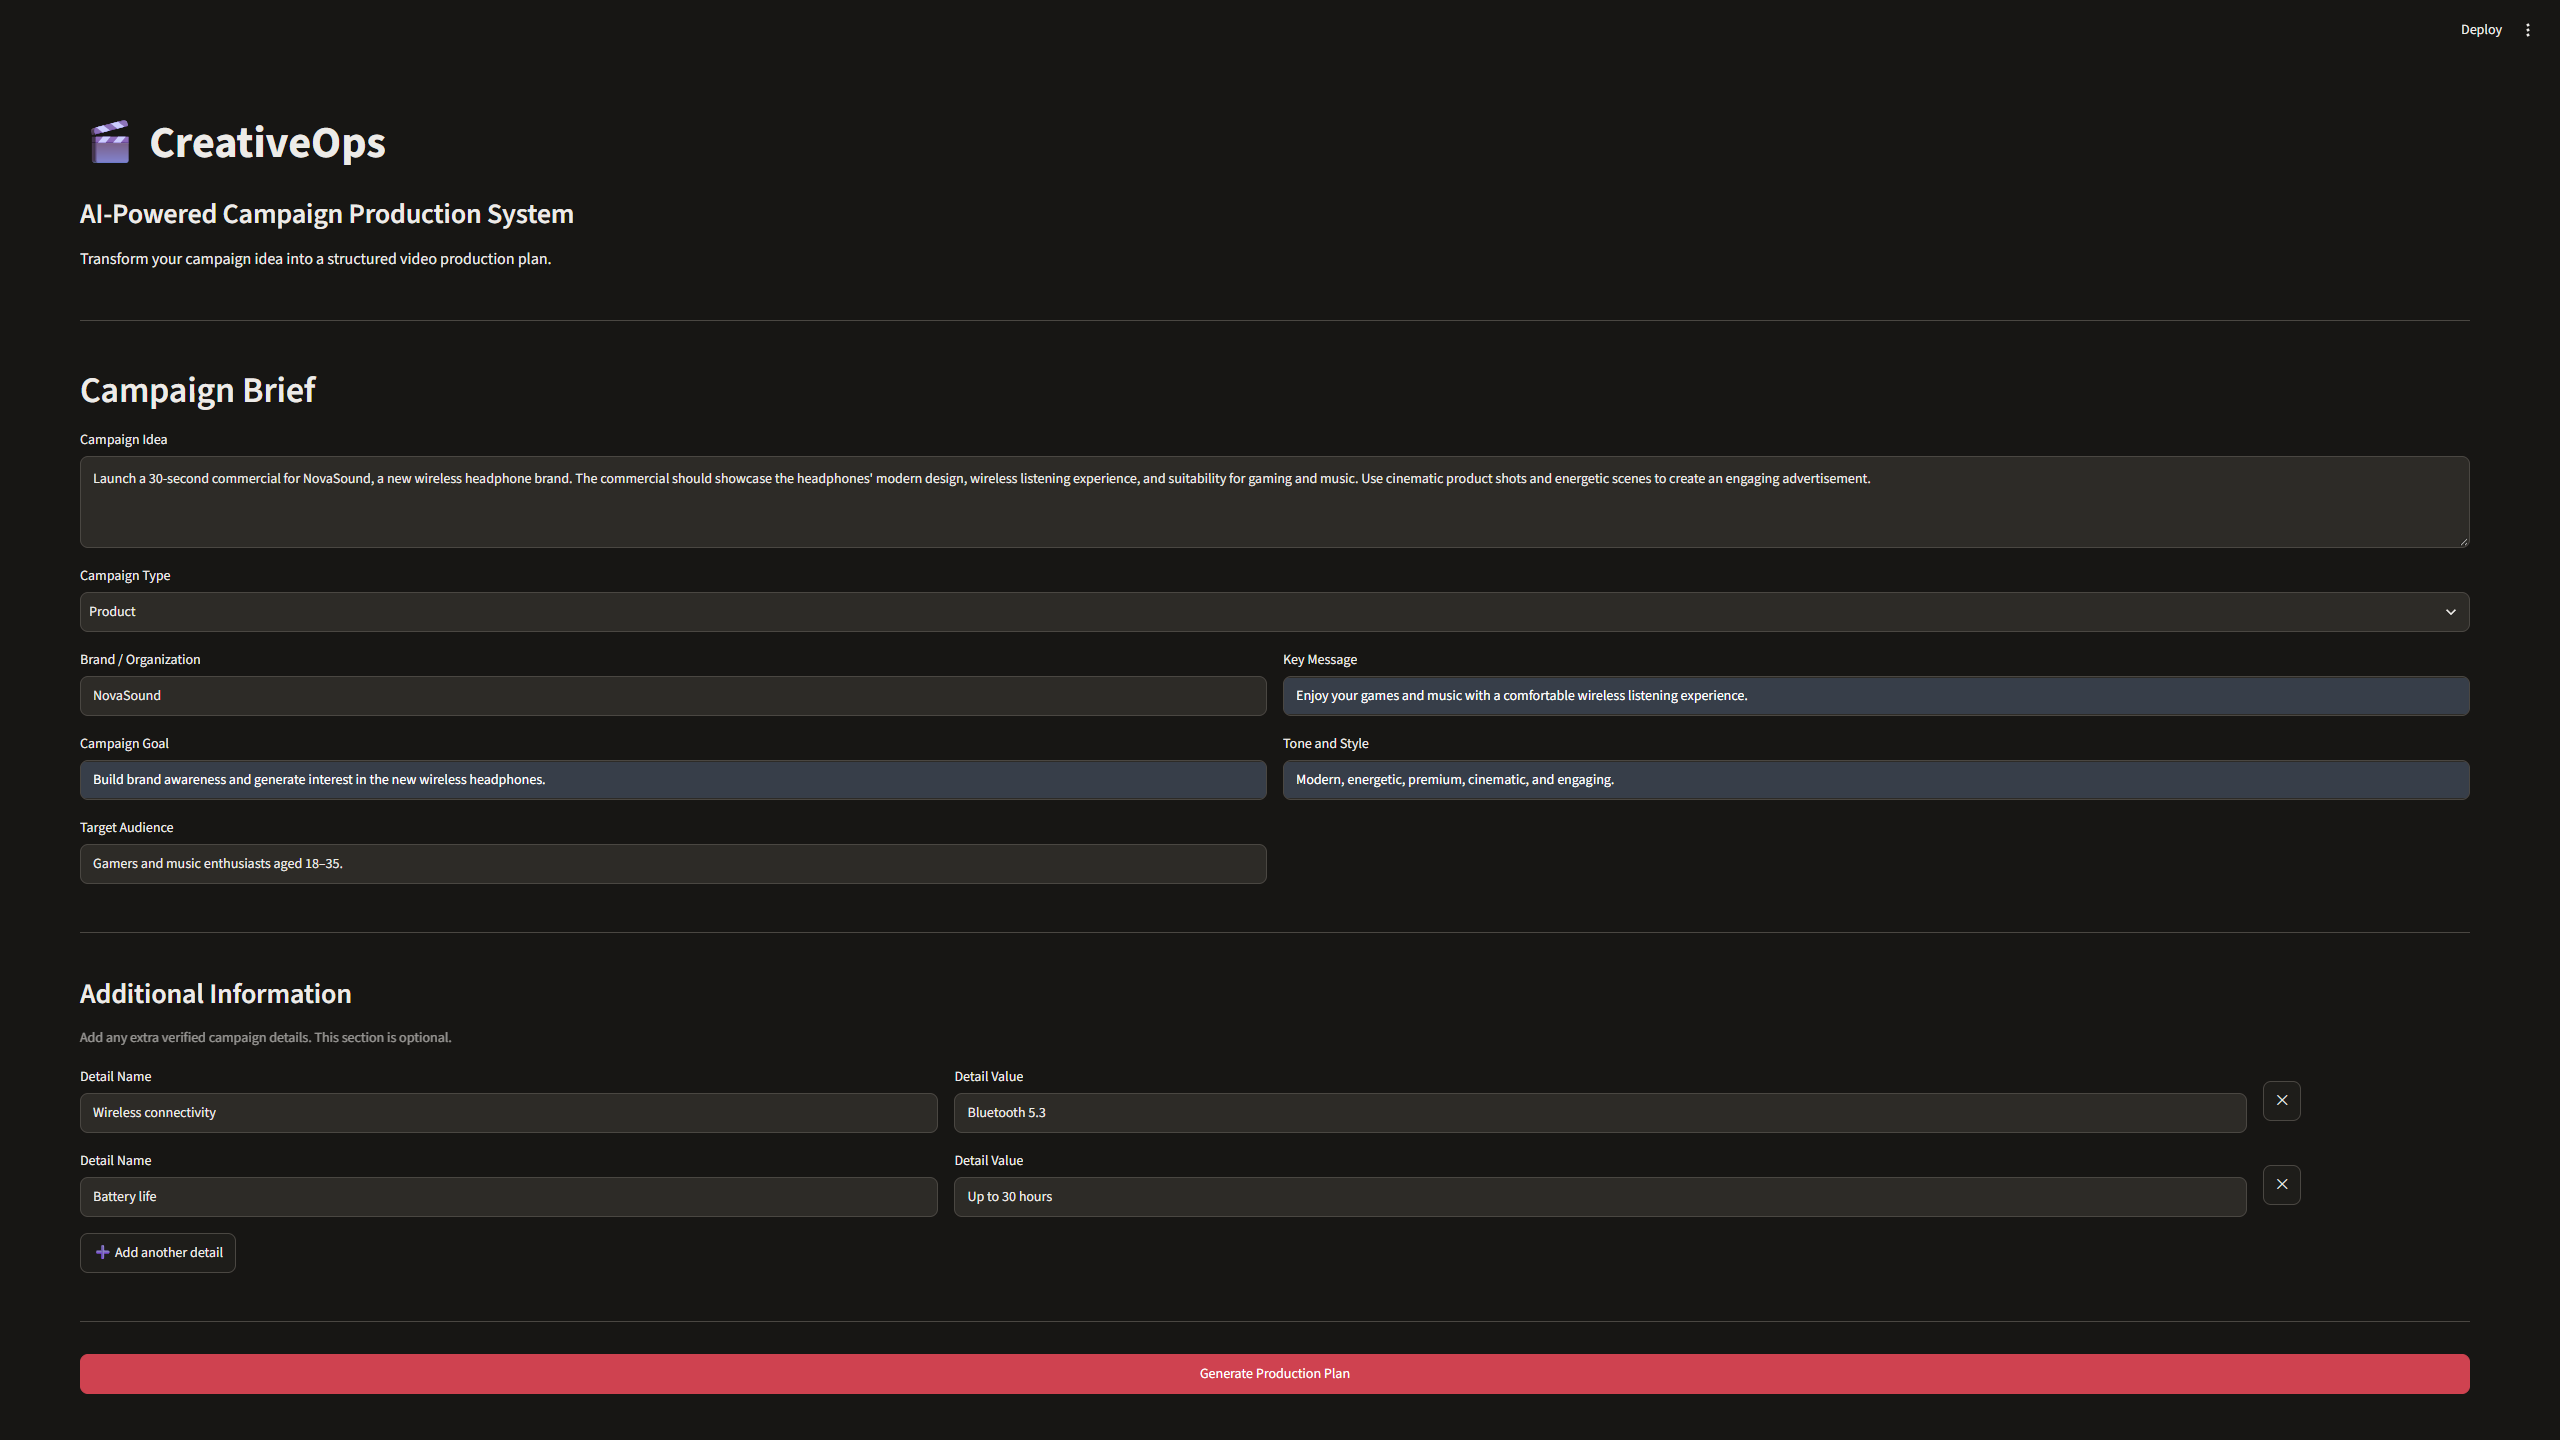 Deploy
CreativeOps
AI-Powered Campaign Production System
Transform your campaign idea into a structured video production plan.
Campaign Brief
Campaign Idea
Launch a 30-second commercial for NovaSound, a new wireless headphone brand. The commercial should showcase the headphones' modern design, wireless listening experience, and suitability for gaming and music. Use cinematic product shots and energetic scenes to create an engaging advertisement.
Campaign Type
Product
Brand / Organization
NovaSound
Key Message
Enjoy your games and music with a comfortable wireless listening experience.
Campaign Goal
Build brand awareness and generate interest in the new wireless headphones.
Tone and Style
Modern, energetic, premium, cinematic, and engaging.
Target Audience
Gamers and music enthusiasts aged 18–35.
Additional Information
Add any extra verified campaign details. This section is optional.
Detail Name
Wireless connectivity
Detail Value
Bluetooth 5.3
Detail Name
Battery life
Detail Value
Up to 30 hours
Add another detail
Generate Production Plan